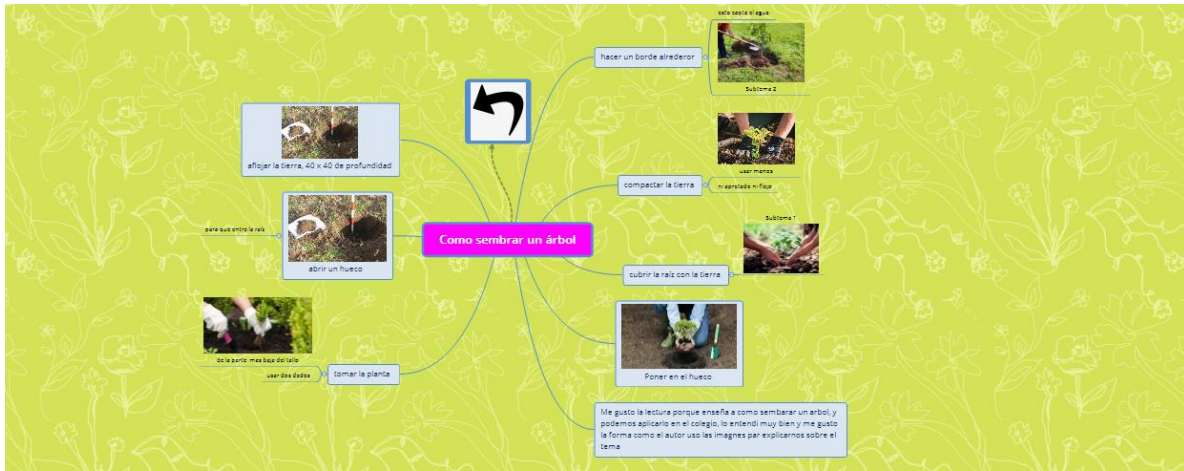 Como sembrar un árbol
aflojar la tierra, 40 x 40 de profundidad
abrir un hueco
para que entre la raíz
tomar la planta
de la parte mas baja del tallo
usar dos dedos
hacer un borde alrederor
Subtema 2
compactar la tierra
usar manos
ni apretado ni flojo
cubrir la raíz con la tierra
Subtema 1
Poner en el hueco
Me gusto la lectura porque enseña a como sembarar un arbol, y
podemos aplicarlo en el colegio, lo entendi muy bien y me gusto
la forma como el autor uso las imagnes par explicarnos sobre el
tema